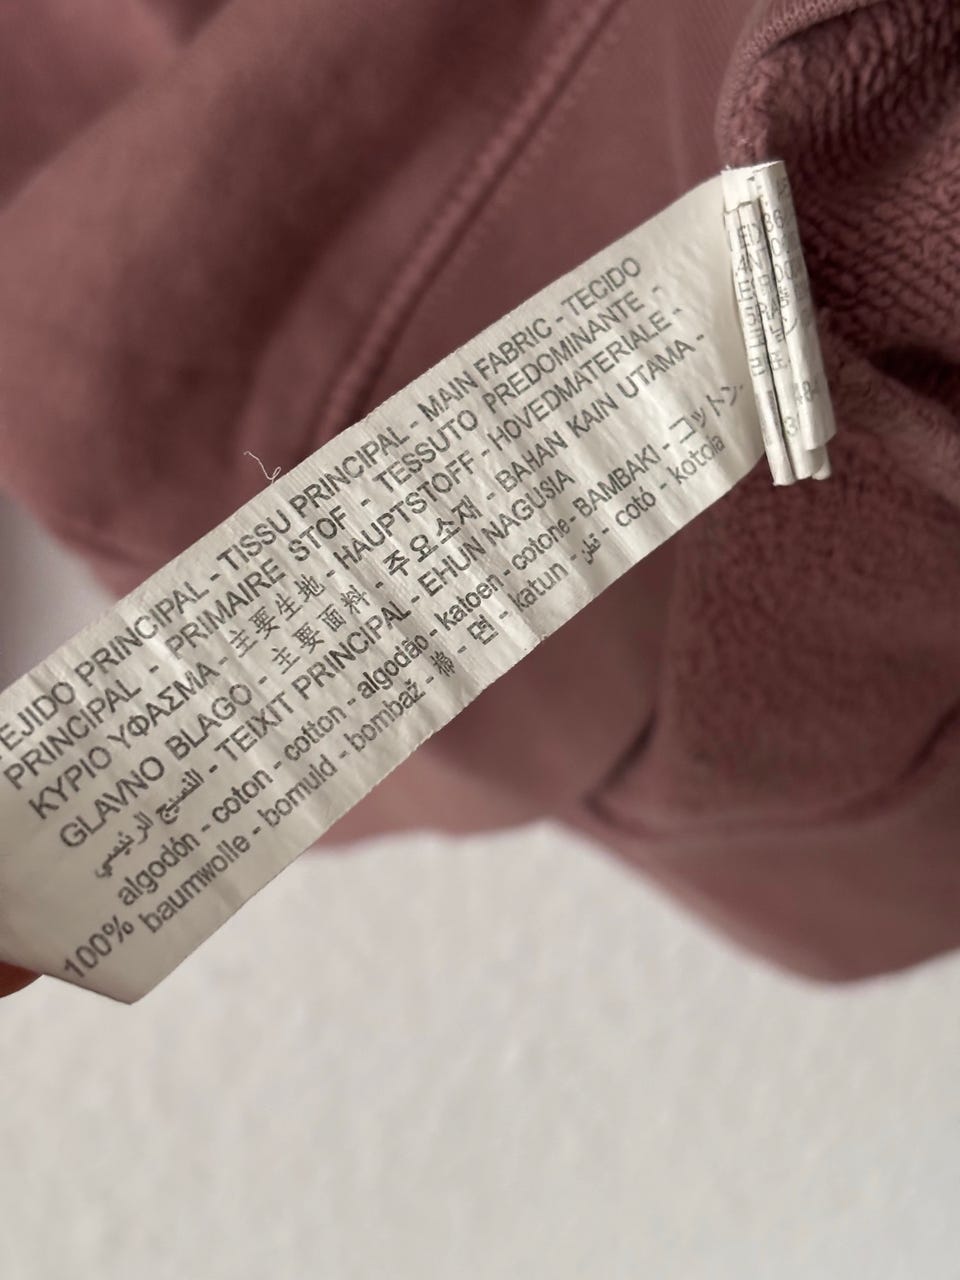 TEJIDO PRINCIPAL - TISSU PRINCIPAL - MAIN FABRIC - TECIDO
PRINCIPAL - PRIMAIRE STOF - TESSUTO PREDOMINANTE -
ΚΥΡΙΟ ΥΦΑΣΜΑ - 主要生地 - HAUPTSTOFF - HOVEDMATERIALE -
GLAVNO BLAGO - 主要面料 - 주요소재 - BAHAN KAIN UTAMA -
النسيج الرئيسي - TEIXIT PRINCIPAL - EHUN NAGUSIA
100% algodón - coton - cotton - algodão - katoen - cotone - BAMBAKI - コットン -
baumwolle - bomuld - bombaž - 棉 - 면 - katun - قطن - cotó - kotoia